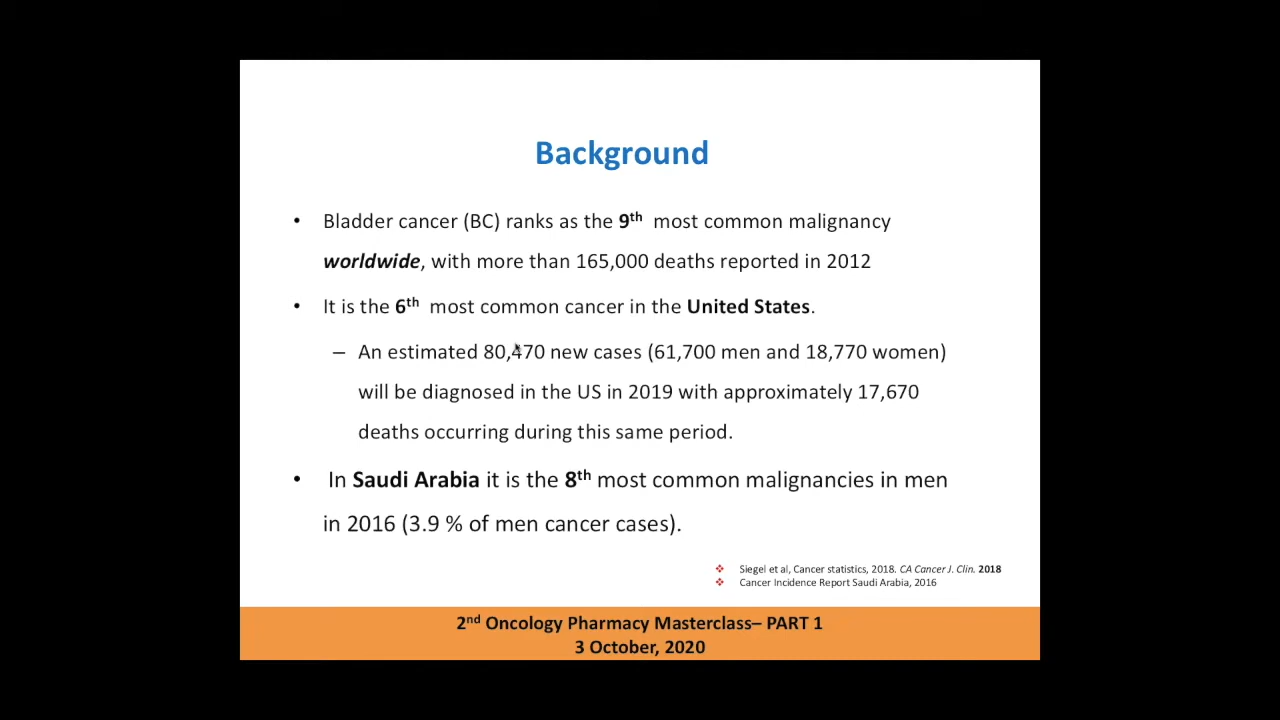 Background
• Bladder cancer (BC) ranks as the 9th most common malignancy
worldwide, with more than 165,000 deaths reported in 2012
• It is the 6th most common cancer in the United States.
– An estimated 80,470 new cases (61,700 men and 18,770 women)
will be diagnosed in the US in 2019 with approximately 17,670
deaths occurring during this same period.
• In Saudi Arabia it is the 8th most common malignancies in men
in 2016 (3.9 % of men cancer cases).
❖ Siegel et al, Cancer statistics, 2018. CA Cancer J. Clin. 2018
❖ Cancer Incidence Report Saudi Arabia, 2016
2nd Oncology Pharmacy Masterclass– PART 1
3 October, 2020